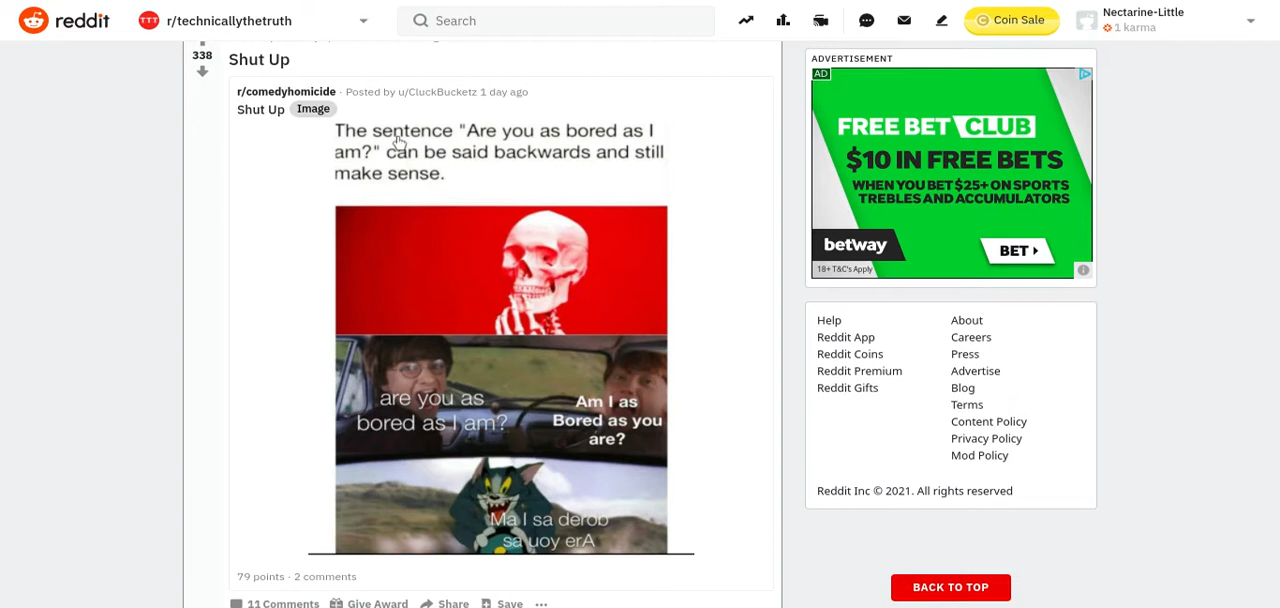 reddit
TTT r/technicallythetruth
Search
Coin Sale
Nectarine-Little
1 karma
338
Shut Up
r/comedyhomicide · Posted by u/CluckBucketz 1 day ago
Shut Up Image
The sentence "Are you as bored as I
am?" can be said backwards and still
make sense.
are you as
bored as I am?
Am I as
Bored as you
are?
Ma I sa derob
sa uoy erA
79 points · 2 comments
11 Comments Give Award Share Save
ADVERTISEMENT
AD
FREE BET CLUB
$10 IN FREE BETS
WHEN YOU BET $25+ ON SPORTS
TREBLES AND ACCUMULATORS
betway
BET
18+ T&C's Apply
Help
Reddit App
Reddit Coins
Reddit Premium
Reddit Gifts
About
Careers
Press
Advertise
Blog
Terms
Content Policy
Privacy Policy
Mod Policy
Reddit Inc © 2021. All rights reserved
BACK TO TOP